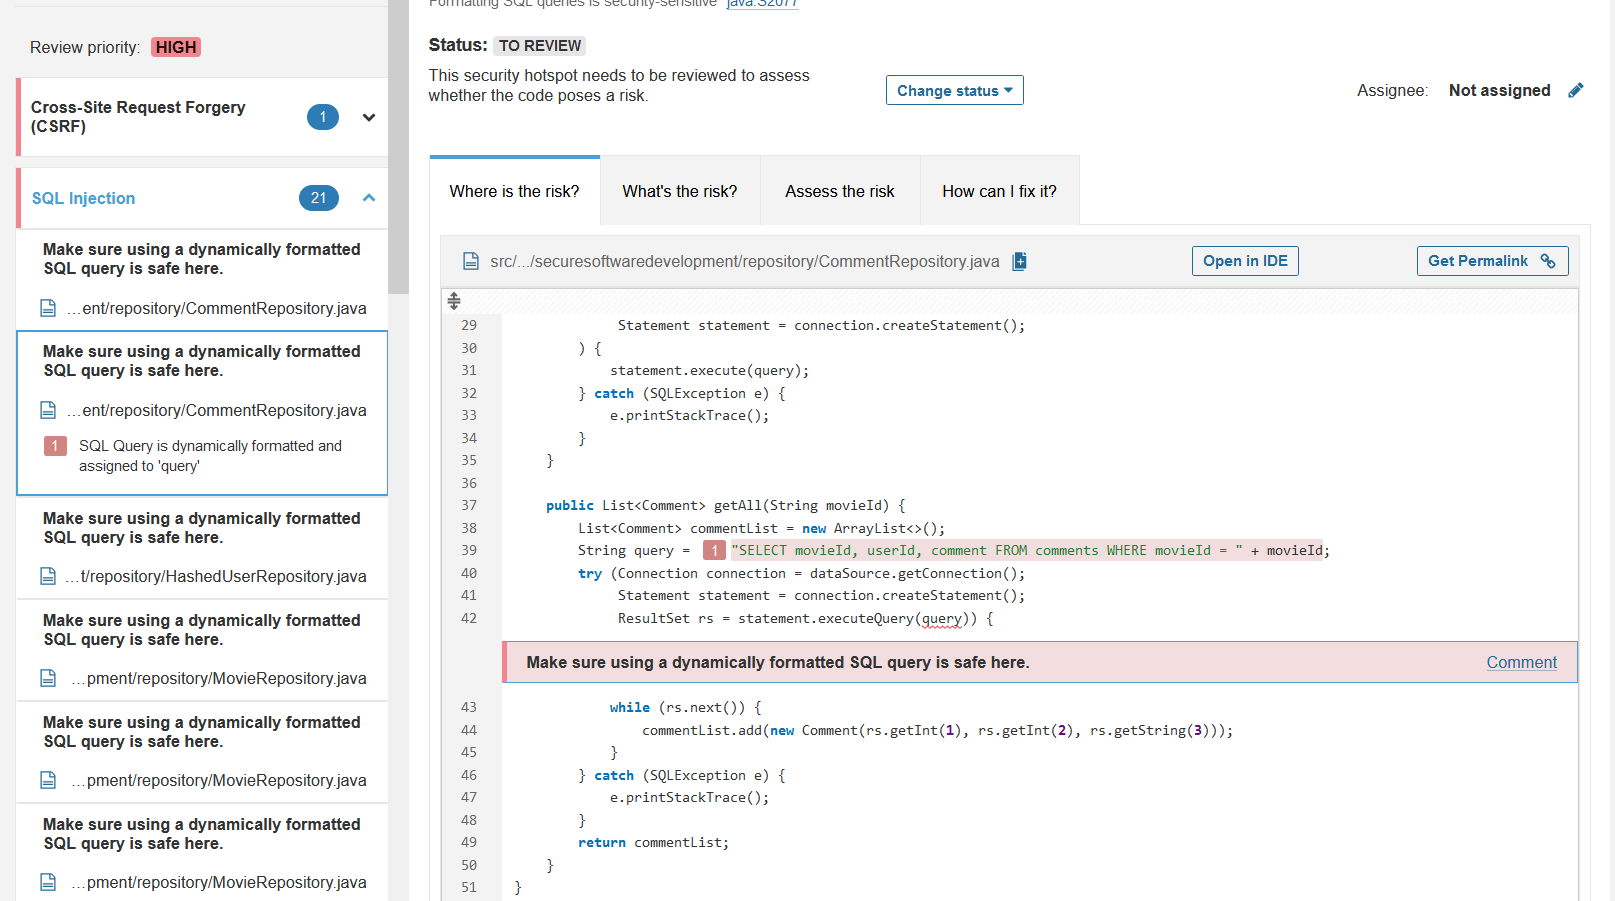 Review priority: HIGH
Cross-Site Request Forgery
(CSRF)
1
SQL Injection
21
Make sure using a dynamically formatted
SQL query is safe here.
...ent/repository/CommentRepository.java
Make sure using a dynamically formatted
SQL query is safe here.
...ent/repository/CommentRepository.java
1 SQL Query is dynamically formatted and
assigned to 'query'
Make sure using a dynamically formatted
SQL query is safe here.
...t/repository/HashedUserRepository.java
Make sure using a dynamically formatted
SQL query is safe here.
...pment/repository/MovieRepository.java
Make sure using a dynamically formatted
SQL query is safe here.
...pment/repository/MovieRepository.java
Make sure using a dynamically formatted
SQL query is safe here.
...pment/repository/MovieRepository.java
Formatting SQL queries is security-sensitive java:S2077
Status: TO REVIEW
This security hotspot needs to be reviewed to assess
whether the code poses a risk.
Change status
Assignee: Not assigned
Where is the risk?
What's the risk?
Assess the risk
How can I fix it?
src/.../securesoftwaredevelopment/repository/CommentRepository.java
Open in IDE
Get Permalink
29 Statement statement = connection.createStatement();
30 ) {
31 statement.execute(query);
32 } catch (SQLException e) {
33 e.printStackTrace();
34 }
35 }
36
37 public List<Comment> getAll(String movieId) {
38 List<Comment> commentList = new ArrayList<>();
39 String query = 1 "SELECT movieId, userId, comment FROM comments WHERE movieId = " + movieId;
40 try (Connection connection = dataSource.getConnection();
41 Statement statement = connection.createStatement();
42 ResultSet rs = statement.executeQuery(query)) {
Make sure using a dynamically formatted SQL query is safe here. Comment
43 while (rs.next()) {
44 commentList.add(new Comment(rs.getInt(1), rs.getInt(2), rs.getString(3)));
45 }
46 } catch (SQLException e) {
47 e.printStackTrace();
48 }
49 return commentList;
50 }
51 }